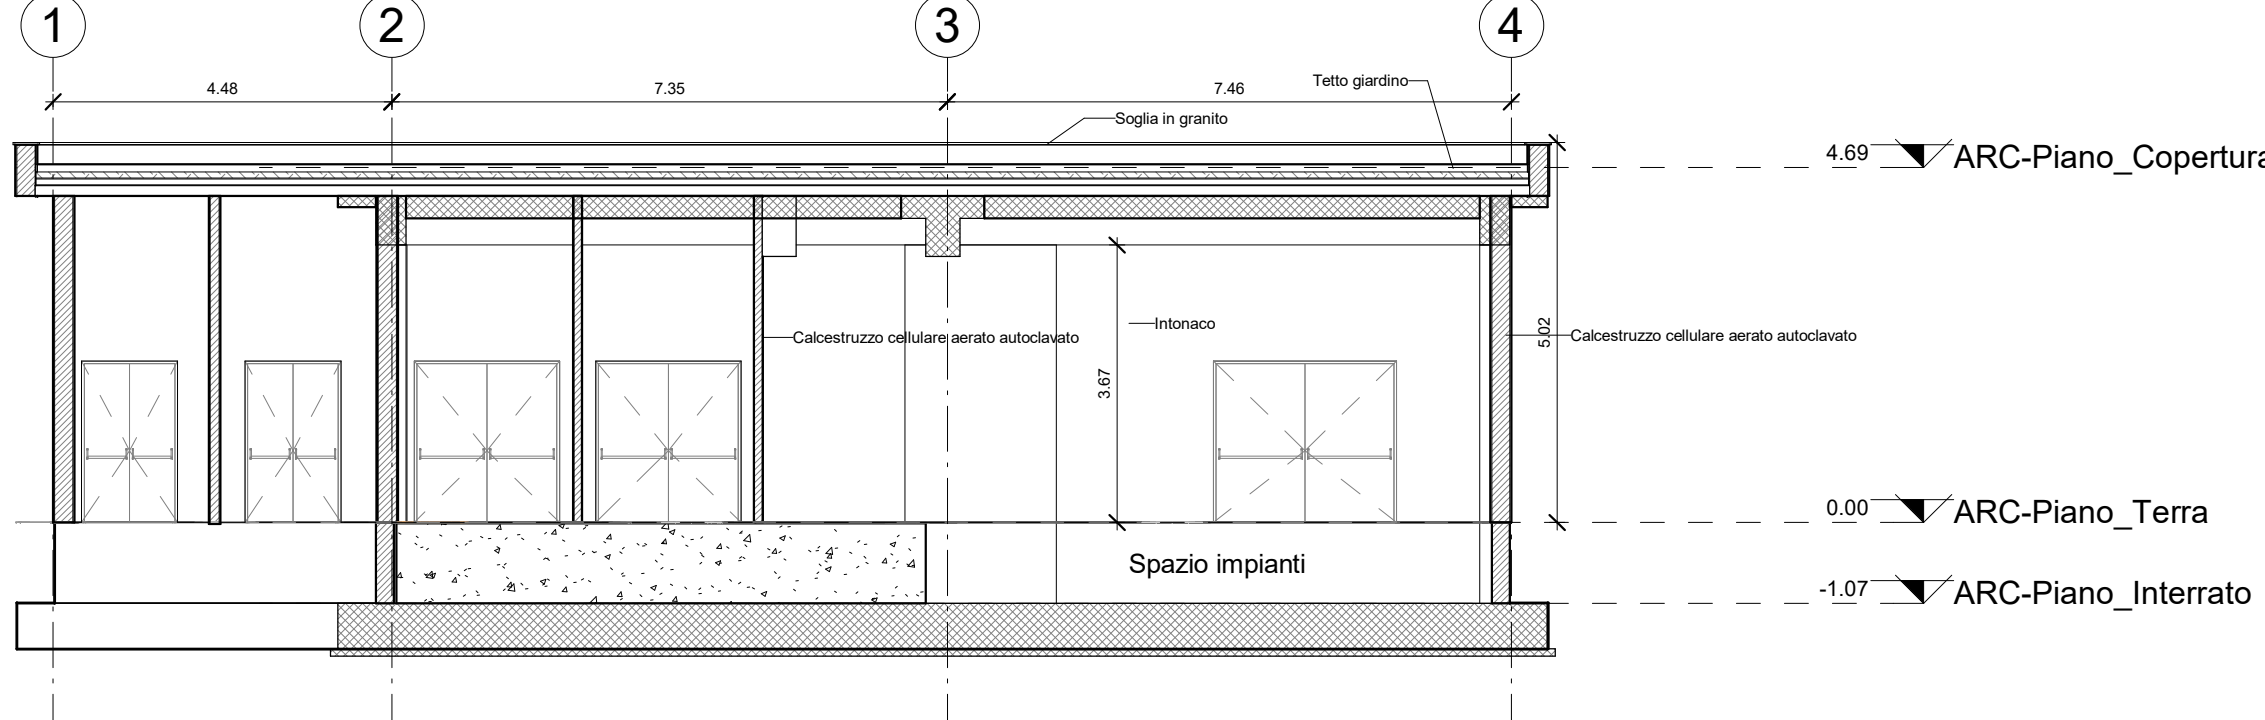 1
2
3
4
4.48
7.35
7.46
Tetto giardino
Soglia in granito
4.69
ARC-Piano_Copertura
Intonaco
Calcestruzzo cellulare aerato autoclavato
5.02
Calcestruzzo cellulare aerato autoclavato
3.67
0.00
ARC-Piano_Terra
Spazio impianti
-1.07
ARC-Piano_Interrato